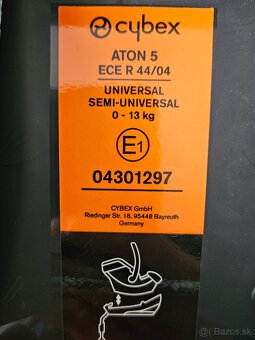 cybex
ATON 5
ECE R 44/04
UNIVERSAL
SEMI-UNIVERSAL
0 - 13 kg
E1
04301297
CYBEX GmbH
Riedinger Str. 18, 95448 Bayreuth
Germany
Bazos.sk